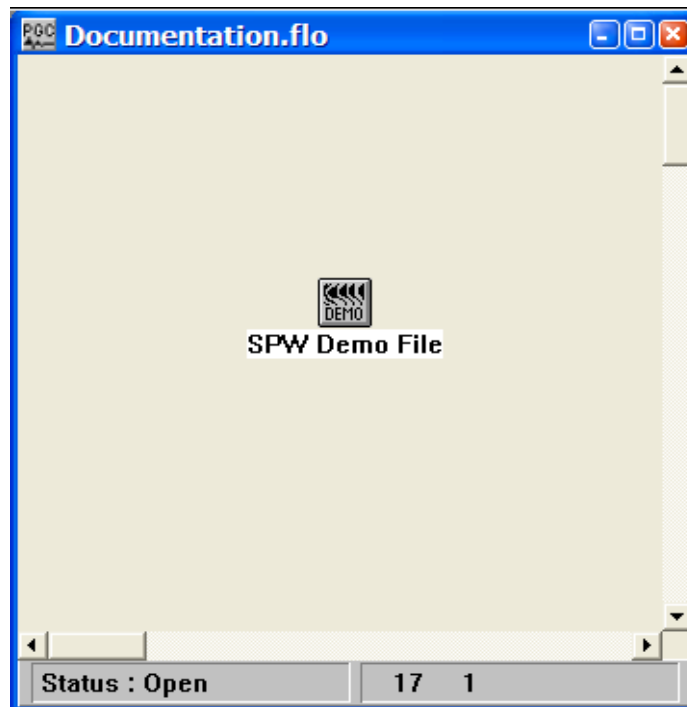 PGC Documentation.flo
DEMO
SPW Demo File
Status : Open 17 1